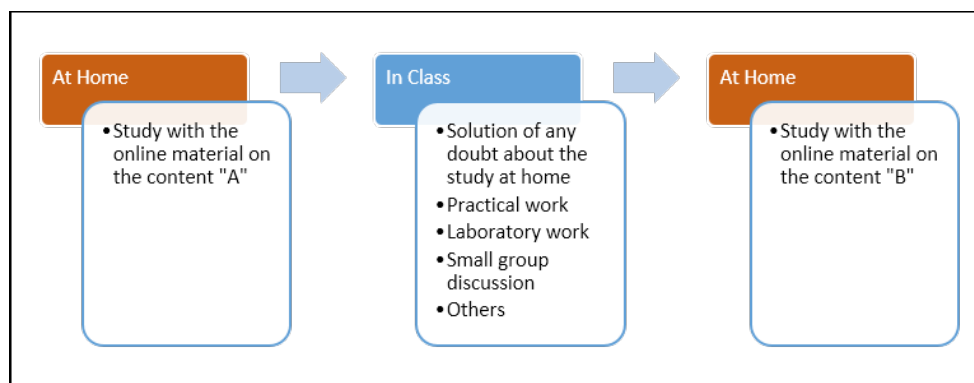 At Home
•Study with the
online material on
the content "A"
In Class
•Solution of any
doubt about the
study at home
•Practical work
•Laboratory work
•Small group
discussion
•Others
At Home
•Study with the
online material on
the content "B"